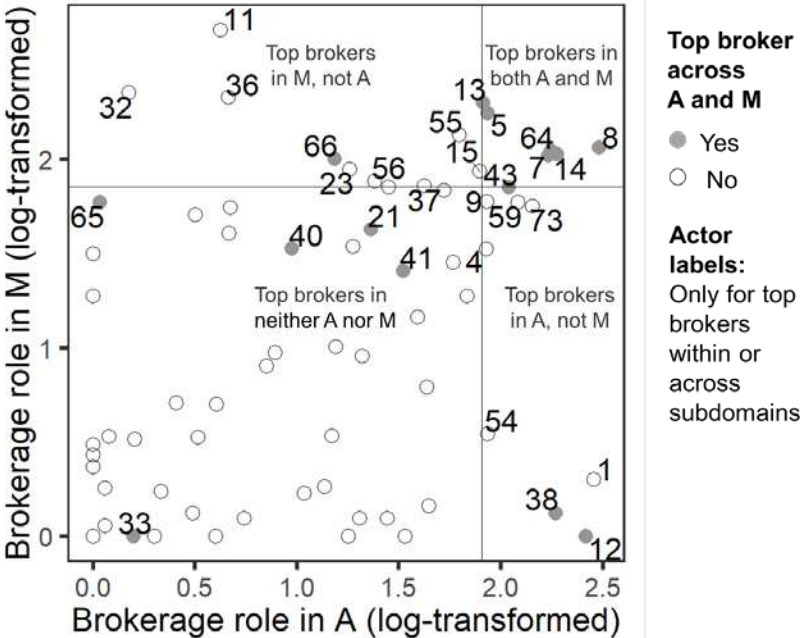 Brokerage role in M (log-transformed)
2
1
0
11
36
32
Top brokers
in M, not A
Top brokers in
both A and M
13
5
55
15
64
8
7
14
66
23
56
43
37
9
59
73
65
21
40
41
4
Top brokers in
neither A nor M
Top brokers
in A, not M
54
1
38
12
33
0.0
0.5
1.0
1.5
2.0
2.5
Brokerage role in A (log-transformed)
Top broker
across
A and M
Yes
No
Actor
labels:
Only for top
brokers
within or
across
subdomains